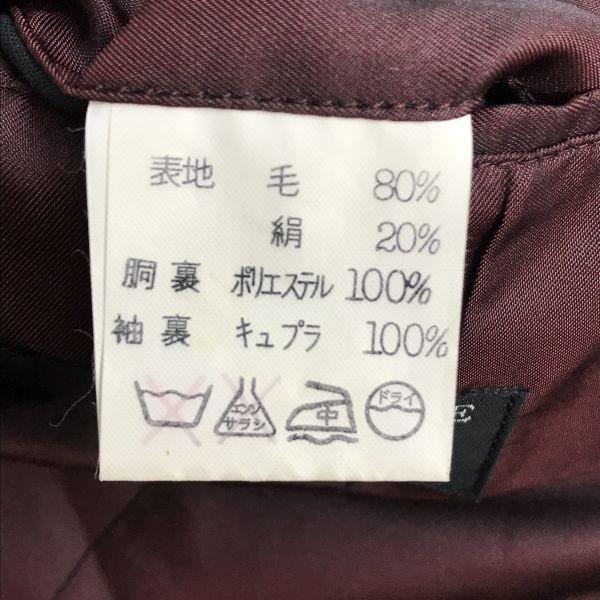 表地 毛 80%
絹 20%
胴裏 ポリエステル 100%
袖裏 キュプラ 100%
エンソ
サラシ
中
ドライ
E